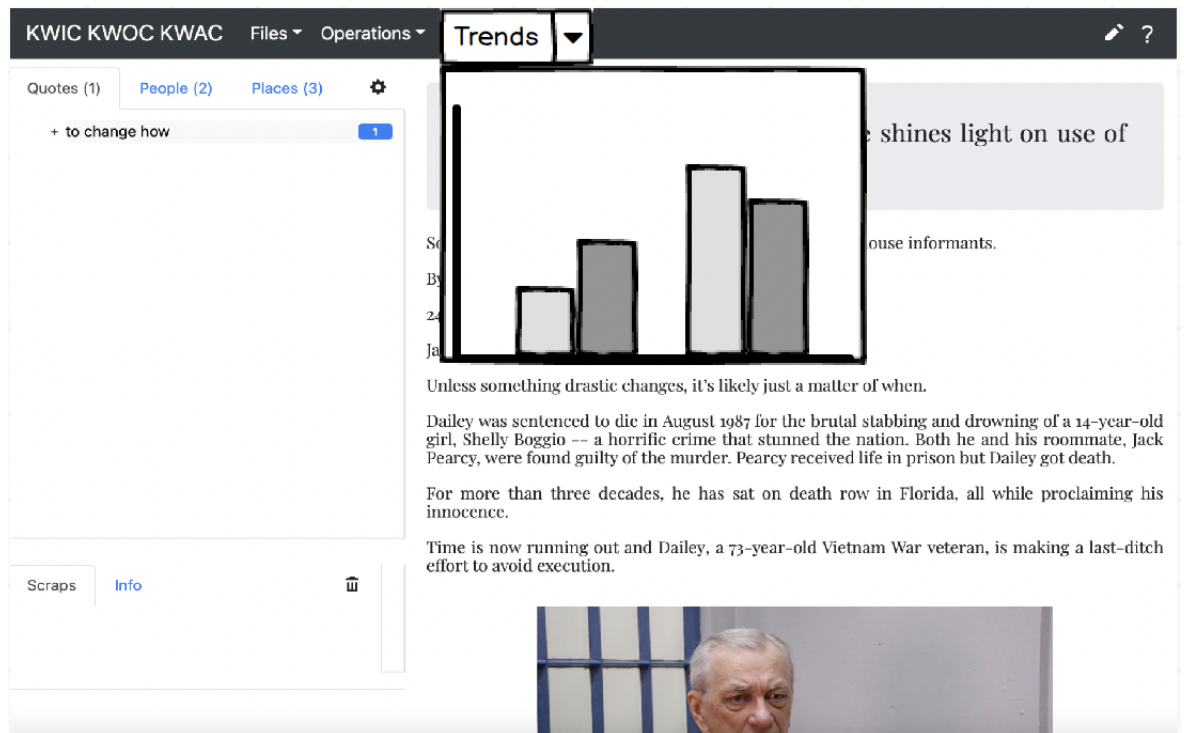 KWIC KWOC KWAC Files Operations Trends ?
Quotes (1) People (2) Places (3)
+ to change how 1
shines light on use of
ouse informants.
24
Unless something drastic changes, it's likely just a matter of when.
Dailey was sentenced to die in August 1987 for the brutal stabbing and drowning of a 14-year-old
girl, Shelly Boggio -- a horrific crime that stunned the nation. Both he and his roommate, Jack
Pearcy, were found guilty of the murder. Pearcy received life in prison but Dailey got death.
For more than three decades, he has sat on death row in Florida, all while proclaiming his
innocence.
Time is now running out and Dailey, a 73-year-old Vietnam War veteran, is making a last-ditch
effort to avoid execution.
Scraps Info